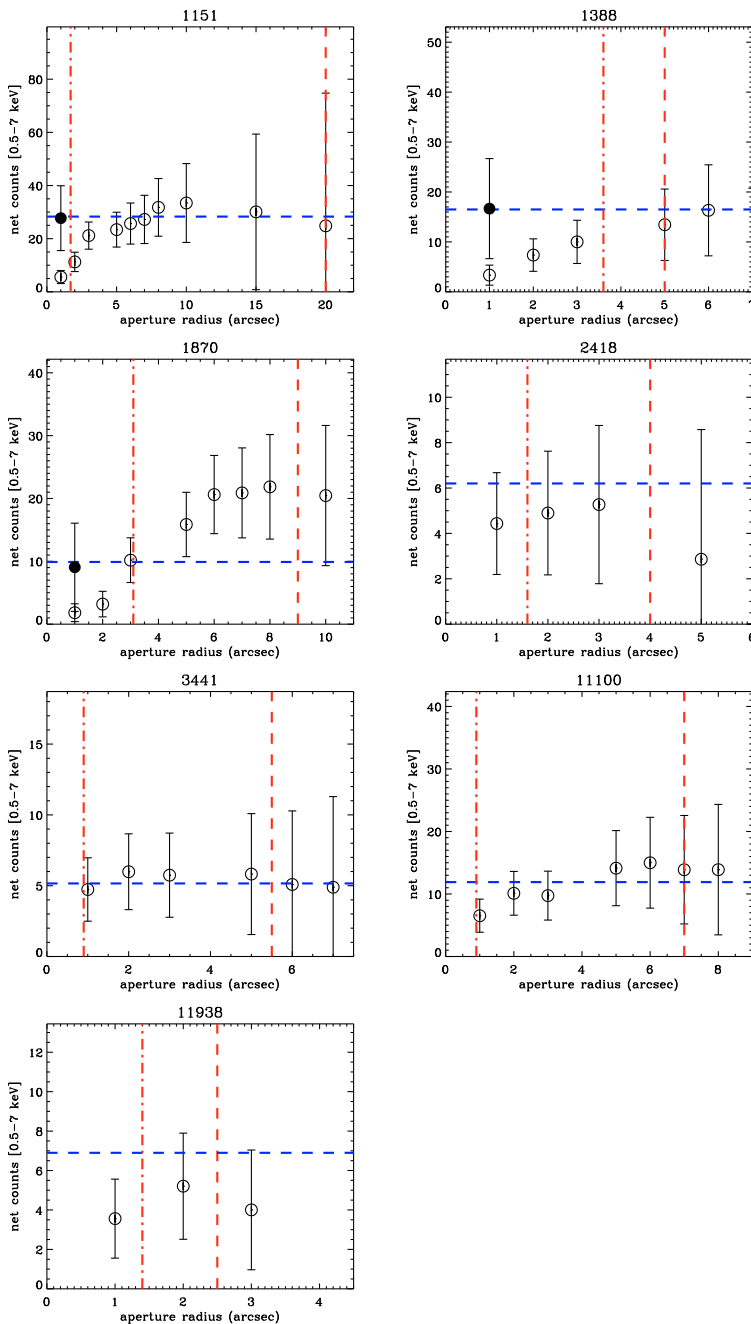 1151
net counts [0.5-7 keV]
80
60
40
20
0
0 5 10 15 20
aperture radius (arcsec)
1388
net counts [0.5-7 keV]
50
40
30
20
10
0
0 1 2 3 4 5 6 7
aperture radius (arcsec)
1870
net counts [0.5-7 keV]
40
30
20
10
0
0 2 4 6 8 10
aperture radius (arcsec)
2418
net counts [0.5-7 keV]
10
8
6
4
2
0
0 1 2 3 4 5 6
aperture radius (arcsec)
3441
net counts [0.5-7 keV]
15
10
5
0
0 2 4 6
aperture radius (arcsec)
11100
net counts [0.5-7 keV]
40
30
20
10
0
0 2 4 6 8
aperture radius (arcsec)
11938
net counts [0.5-7 keV]
12
10
8
6
4
2
0
0 1 2 3 4
aperture radius (arcsec)